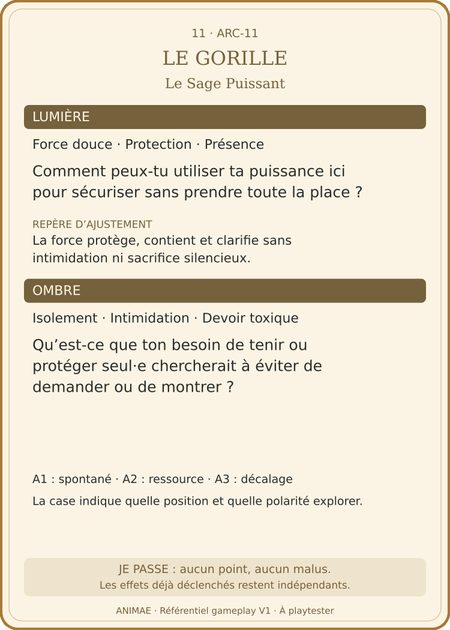 11 · ARC-11
LE GORILLE
Le Sage Puissant
LUMIÈRE
Force douce · Protection · Présence
Comment peux-tu utiliser ta puissance ici
pour sécuriser sans prendre toute la place ?
REPÈRE D’AJUSTEMENT
La force protège, contient et clarifie sans
intimidation ni sacrifice silencieux.
OMBRE
Isolement · Intimidation · Devoir toxique
Qu’est-ce que ton besoin de tenir ou
protéger seul·e chercherait à éviter de
demander ou de montrer ?
A1 : spontané · A2 : ressource · A3 : décalage
La case indique quelle position et quelle polarité explorer.
JE PASSE : aucun point, aucun malus.
Les effets déjà déclenchés restent indépendants.
ANIMAE · Référentiel gameplay V1 · À playtester